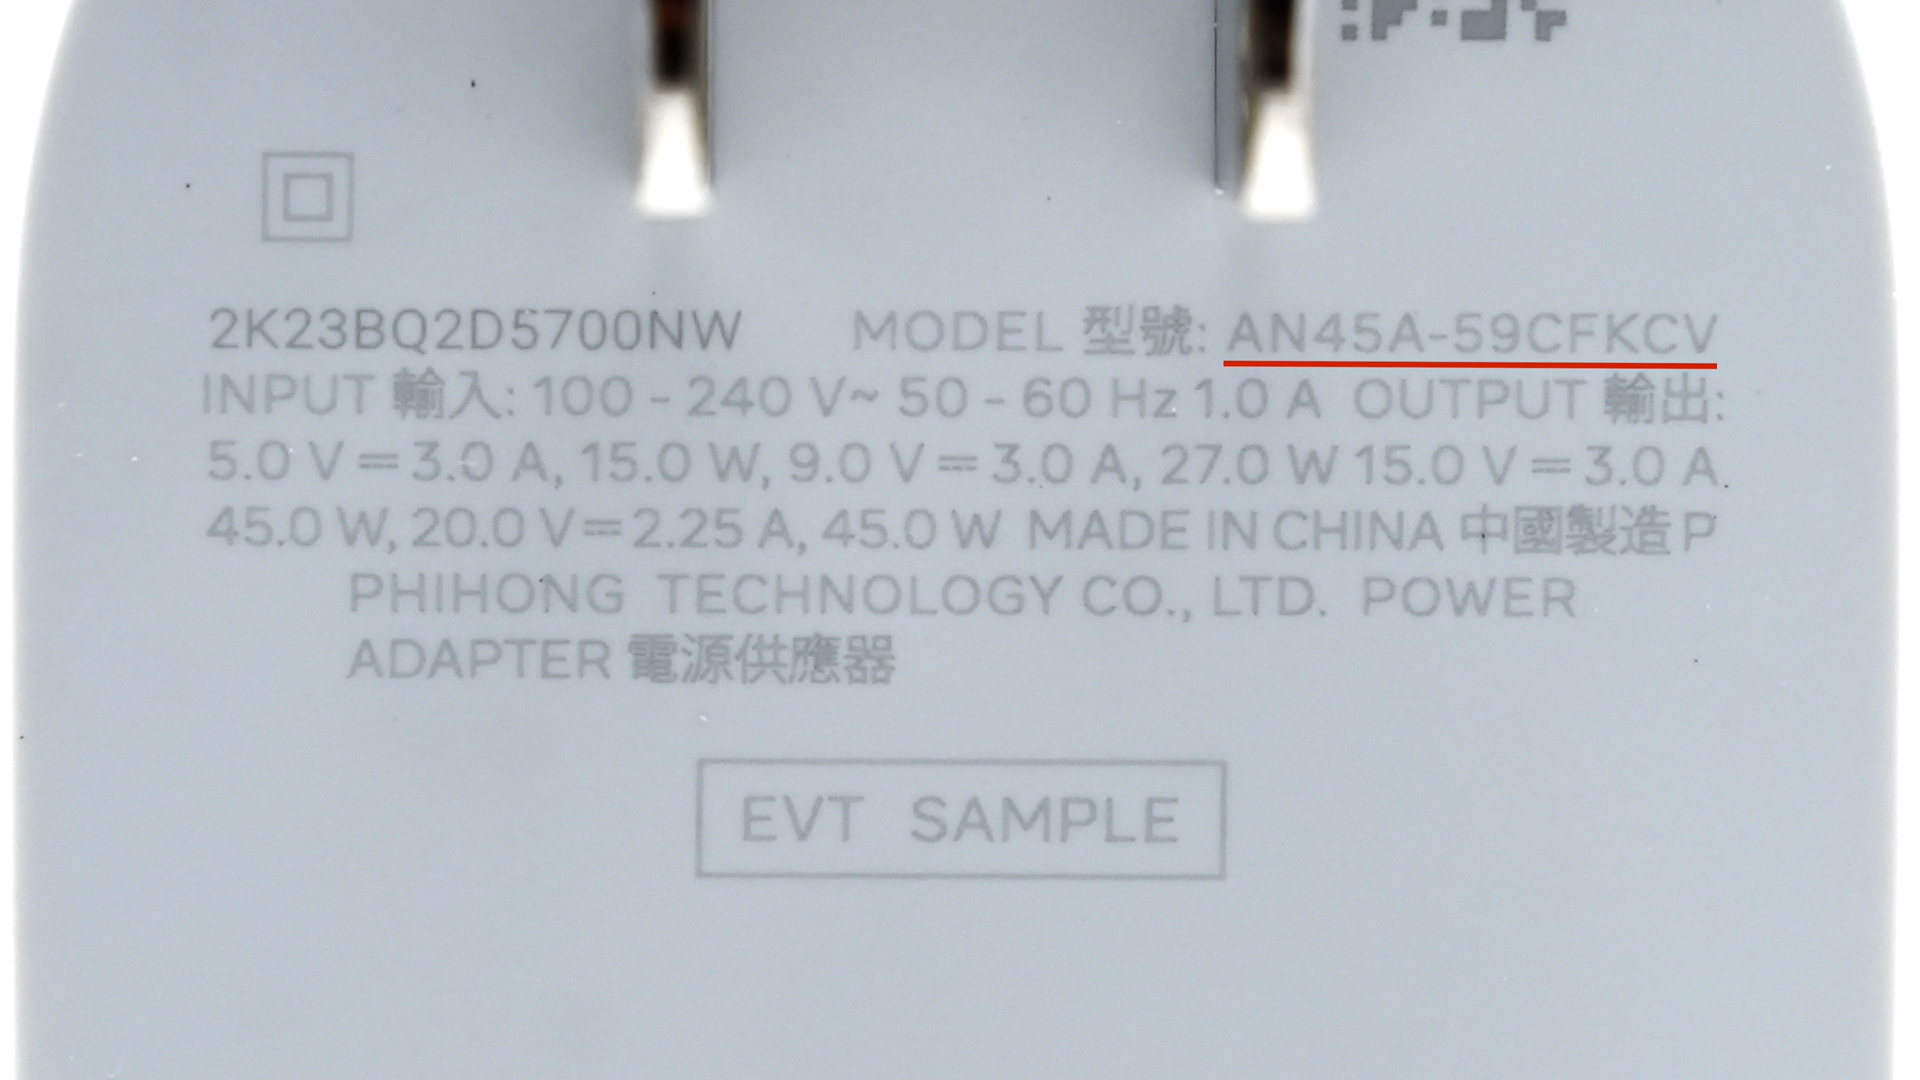 2K23BQ2D5700NW MODEL 型號: AN45A-59CFKCV
INPUT 輸入: 100 - 240 V~ 50 - 60 Hz 1.0 A OUTPUT 輸出:
5.0 V⎓3.0 A, 15.0 W, 9.0 V⎓3.0 A, 27.0 W 15.0 V⎓3.0 A.
45.0 W, 20.0 V⎓2.25 A, 45.0 W MADE IN CHINA 中國製造 P
PHIHONG TECHNOLOGY CO., LTD. POWER
ADAPTER 電源供應器
EVT SAMPLE